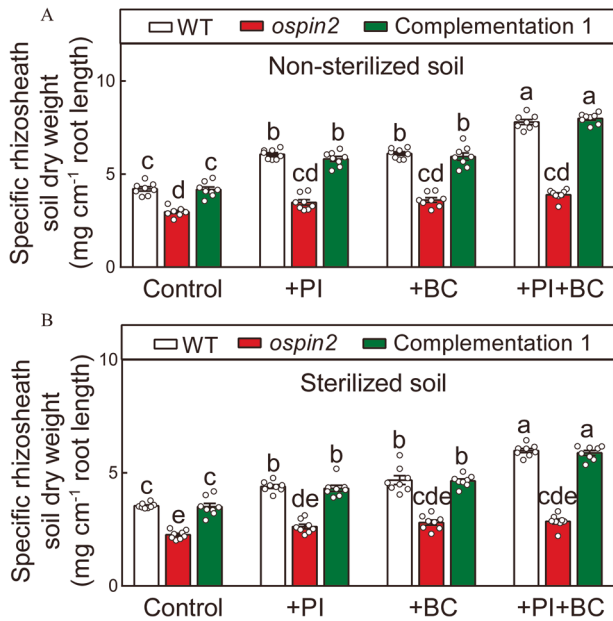 A
WT ospin2 Complementation 1
Non-sterilized soil
Specific rhizosheath
soil dry weight
(mg cm⁻¹ root length)
10
5
0
c d c b cd b b cd b a cd a
Control +PI +BC +PI+BC
B
WT ospin2 Complementation 1
Sterilized soil
Specific rhizosheath
soil dry weight
(mg cm⁻¹ root length)
10
5
0
c e c b de b b cde b a cde a
Control +PI +BC +PI+BC